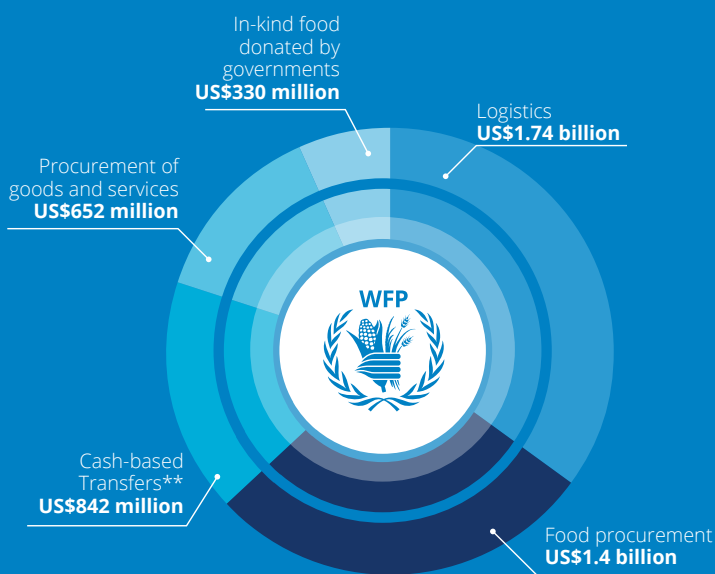 In-kind food
donated by
governments
US$330 million
Logistics
US$1.74 billion
Procurement of
goods and services
US$652 million
WFP
Cash-based
Transfers**
US$842 million
Food procurement
US$1.4 billion